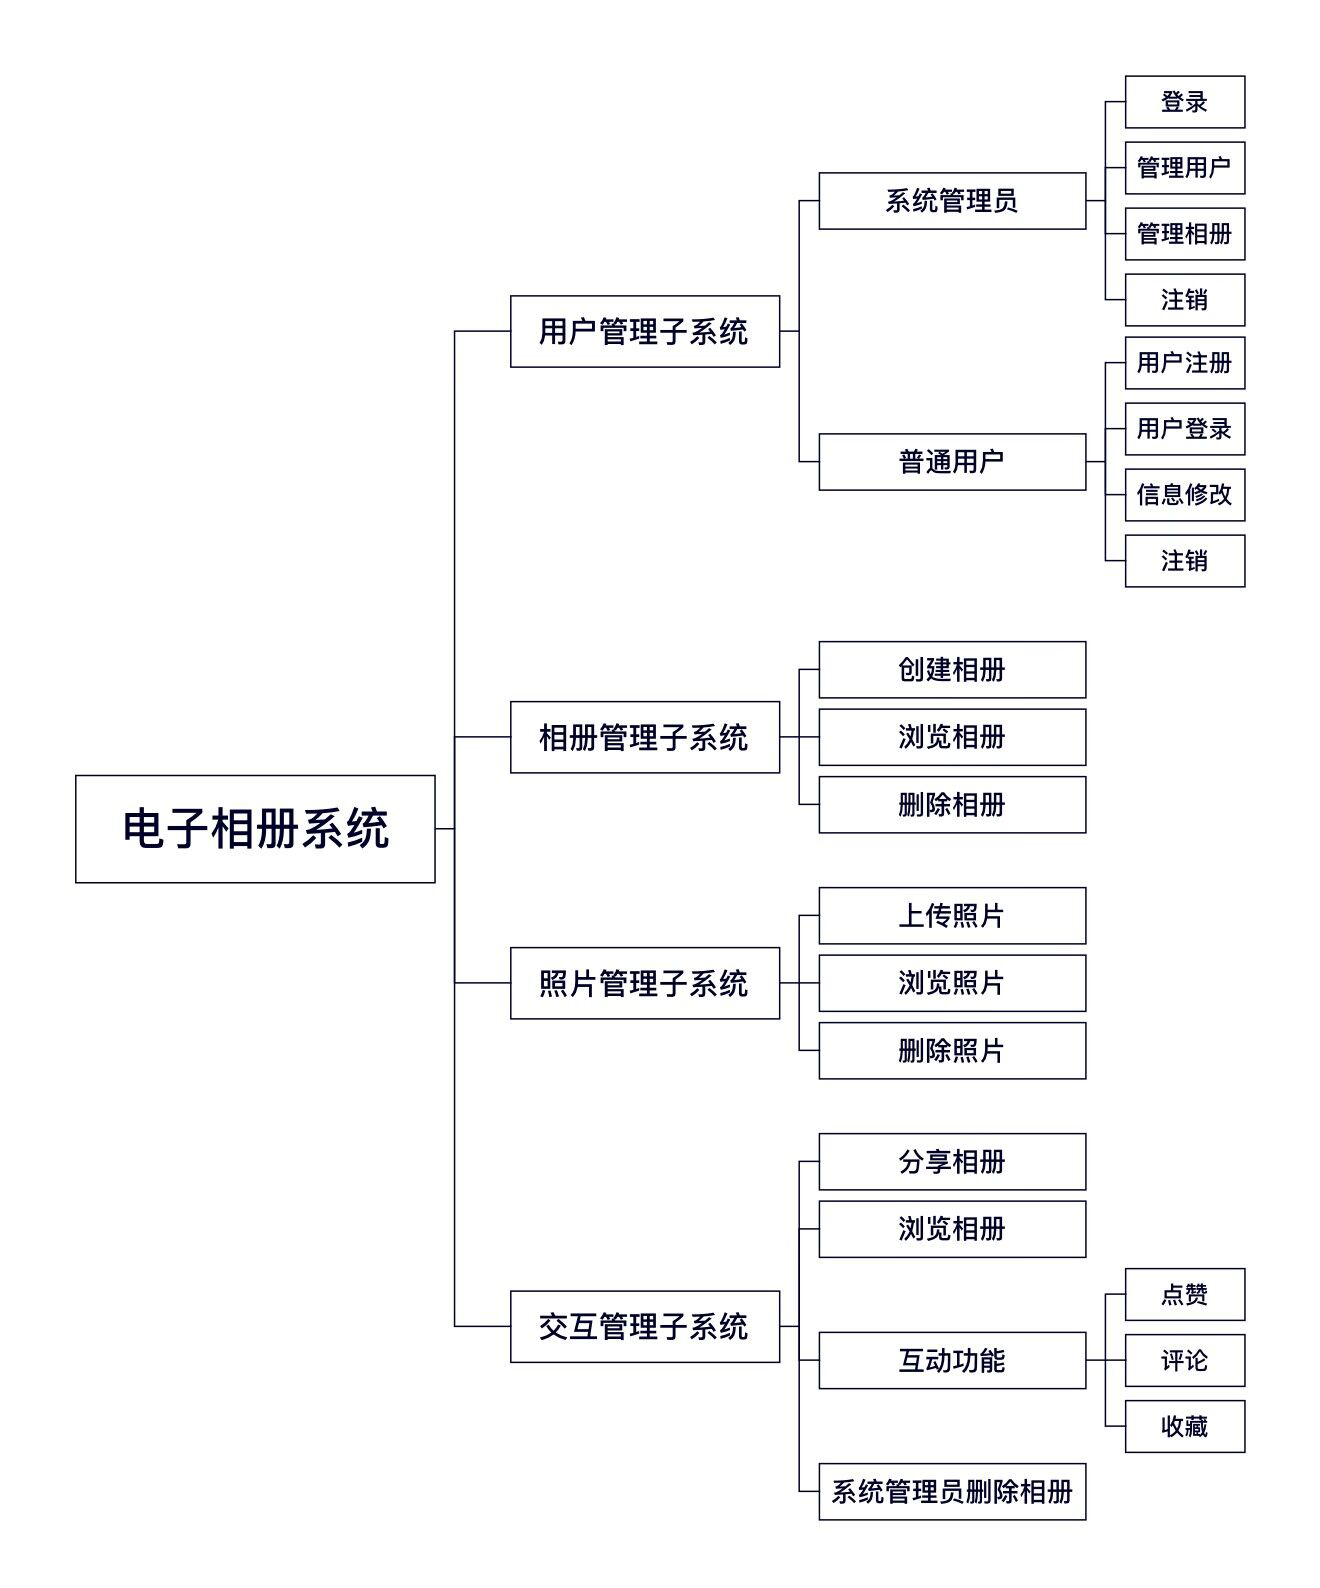 电子相册系统
用户管理子系统
系统管理员
登录
管理用户
管理相册
注销
普通用户
用户注册
用户登录
信息修改
注销
相册管理子系统
创建相册
浏览相册
删除相册
照片管理子系统
上传照片
浏览照片
删除照片
交互管理子系统
分享相册
浏览相册
互动功能
点赞
评论
收藏
系统管理员删除相册